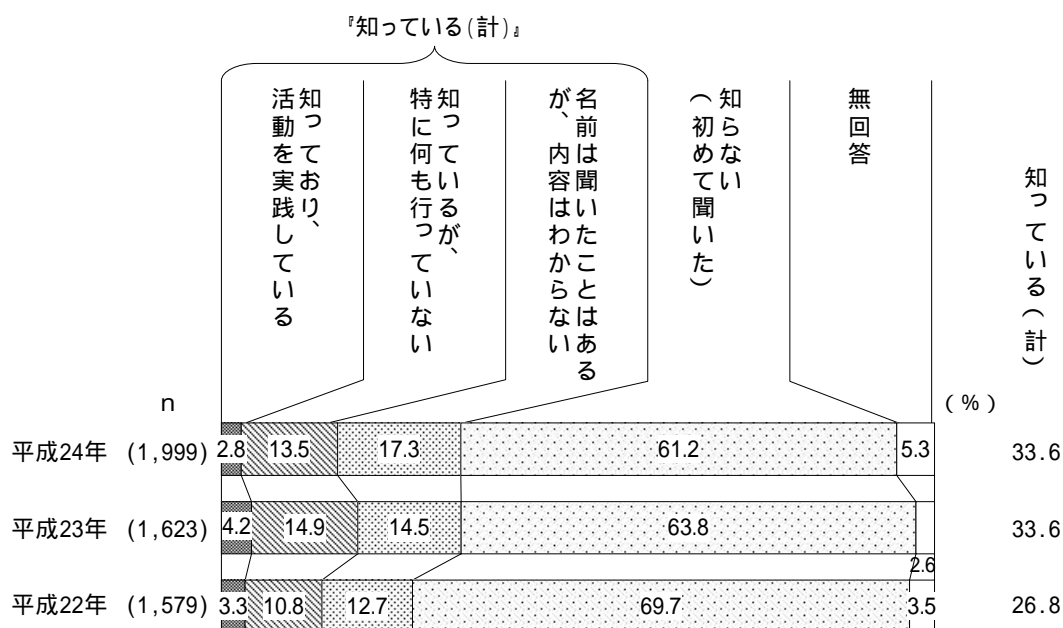 『知っている(計)』
知っており、
活動を実践している
知っているが、
特に何も行っていない
名前は聞いたことはある
が、内容はわからない
知らない
(初めて聞いた)
無回答
知っている(計)
n
(%)
平成24年 (1,999) 2.8 13.5 17.3 61.2 5.3 33.6
平成23年 (1,623) 4.2 14.9 14.5 63.8 2.6 33.6
平成22年 (1,579) 3.3 10.8 12.7 69.7 3.5 26.8